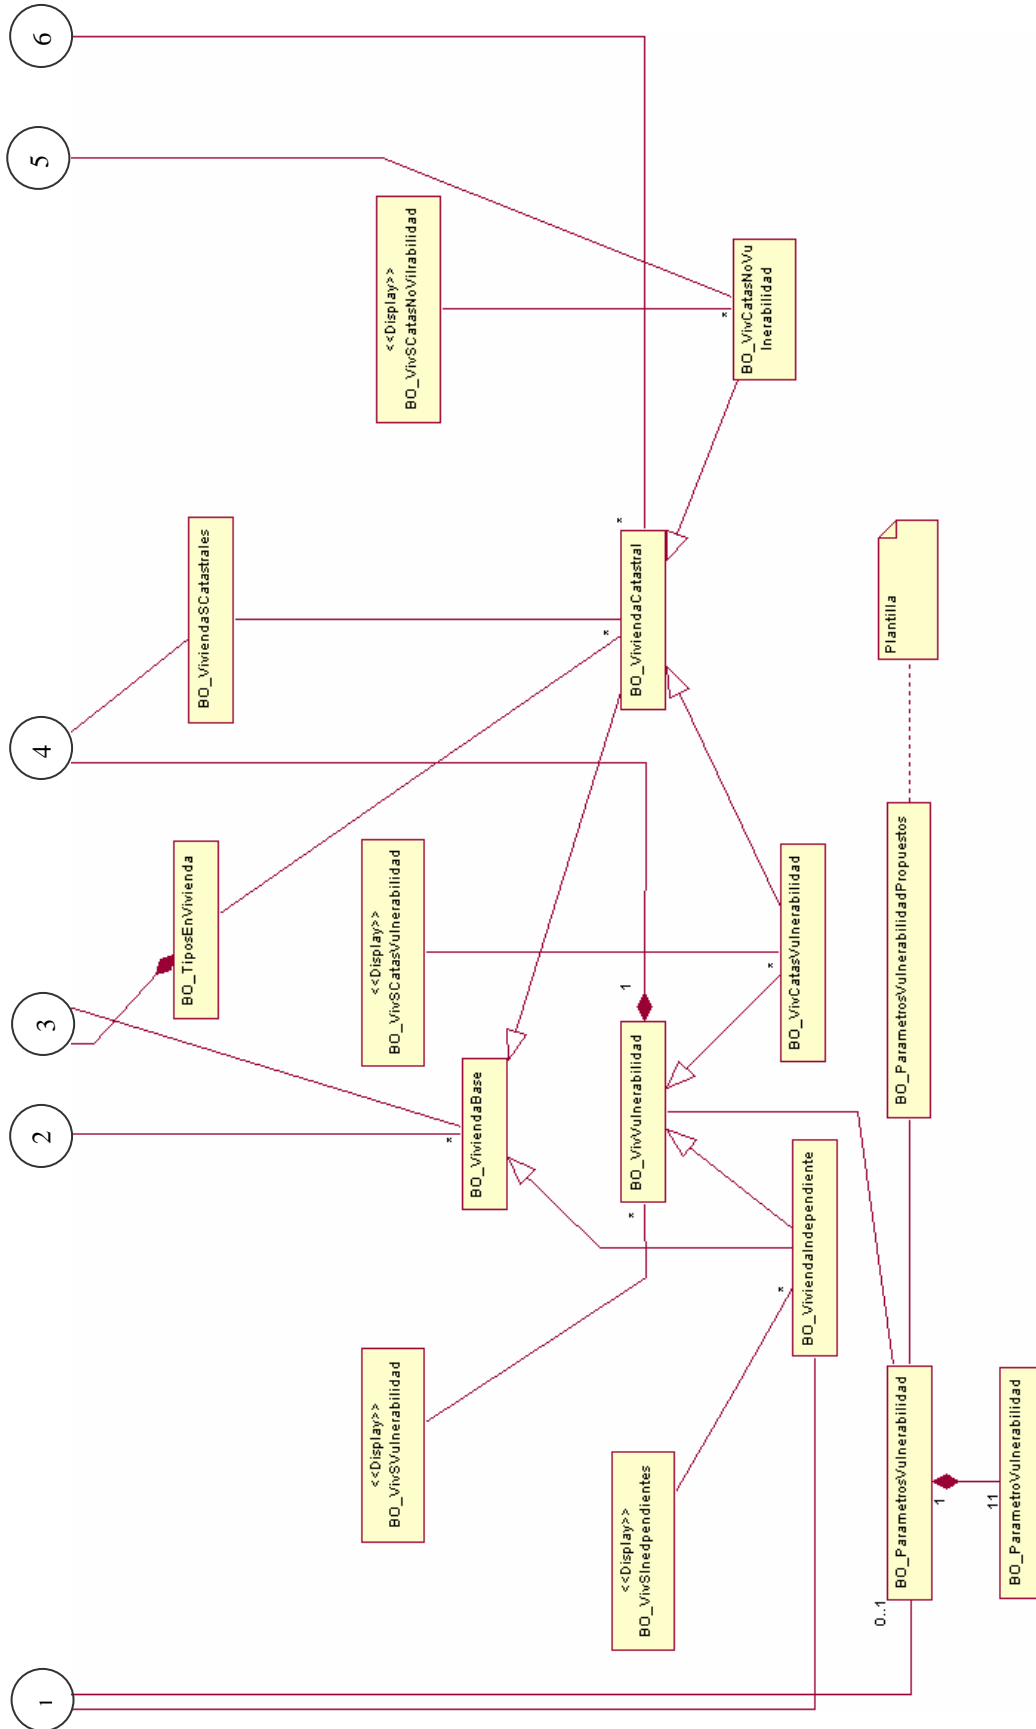 1
2
3
4
5
6
BO_TiposEnVivienda
BO_ViviendaSCatastrales
<<Display>>
BO_VivSVulnerabilidad
<<Display>>
BO_VivSCatasVulnerabilidad
<<Display>>
BO_VivSCatasNoVilrabilidad
*
BO_ViviendaBase
<<Display>>
BO_VivSInedpendientes
*
1
BO_VivVulnerabilidad
*
*
BO_ViviendaCatastral
*
BO_VivCatasNoVu
lnerabilidad
*
BO_ViviendaIndependiente
*
BO_VivCatasVulnerabilidad
0..1
BO_ParametrosVulnerabilidad
BO_ParametrosVulnerabilidadPropuestos
Plantilla
1
11
BO_ParametroVulnerabilidad